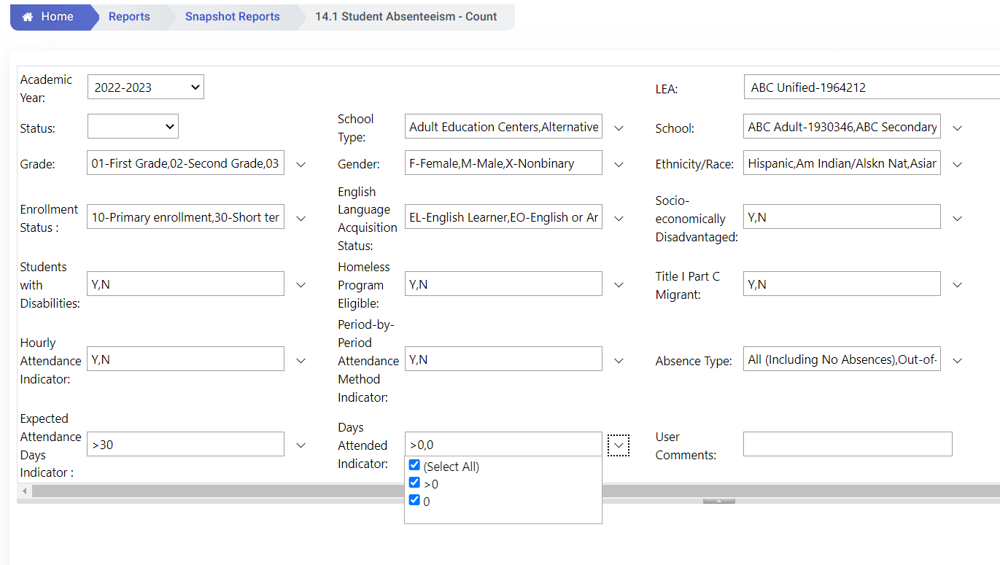 Home
Reports
Snapshot Reports
14.1 Student Absenteeism - Count
Academic
Year:
2022-2023
LEA:
ABC Unified-1964212
Status:
School
Type:
Adult Education Centers,Alternative
School:
ABC Adult-1930346,ABC Secondary
Grade:
01-First Grade,02-Second Grade,03-
Gender:
F-Female,M-Male,X-Nonbinary
Ethnicity/Race:
Hispanic,Am Indian/Alskn Nat,Asian
Enrollment
Status :
10-Primary enrollment,30-Short ter
English
Language
Acquisition
Status:
EL-English Learner,EO-English or Ar
Socio-
economically
Disadvantaged:
Y,N
Students
with
Disabilities:
Y,N
Homeless
Program
Eligible:
Y,N
Title I Part C
Migrant:
Y,N
Hourly
Attendance
Indicator:
Y,N
Period-by-
Period
Attendance
Method
Indicator:
Y,N
Absence Type:
All (Including No Absences),Out-of-
Expected
Attendance
Days
Indicator :
>30
Days
Attended
Indicator:
>0,0
(Select All)
>0
0
User
Comments: